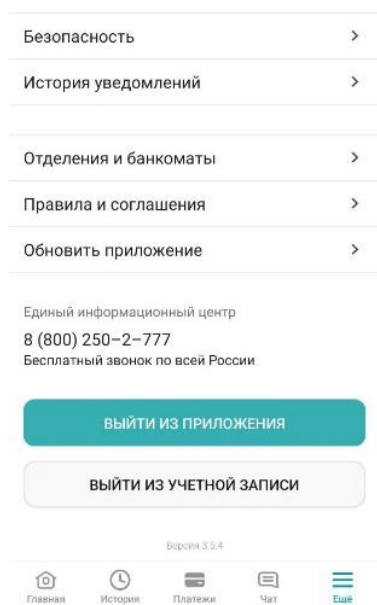 Безопасность
История уведомлений
Отделения и банкоматы
Правила и соглашения
Обновить приложение
Единый информационный центр
8 (800) 250–2–777
Бесплатный звонок по всей России
ВЫЙТИ ИЗ ПРИЛОЖЕНИЯ
ВЫЙТИ ИЗ УЧЕТНОЙ ЗАПИСИ
Версия 3.5.4
Главная История Платежи Чат Ещё